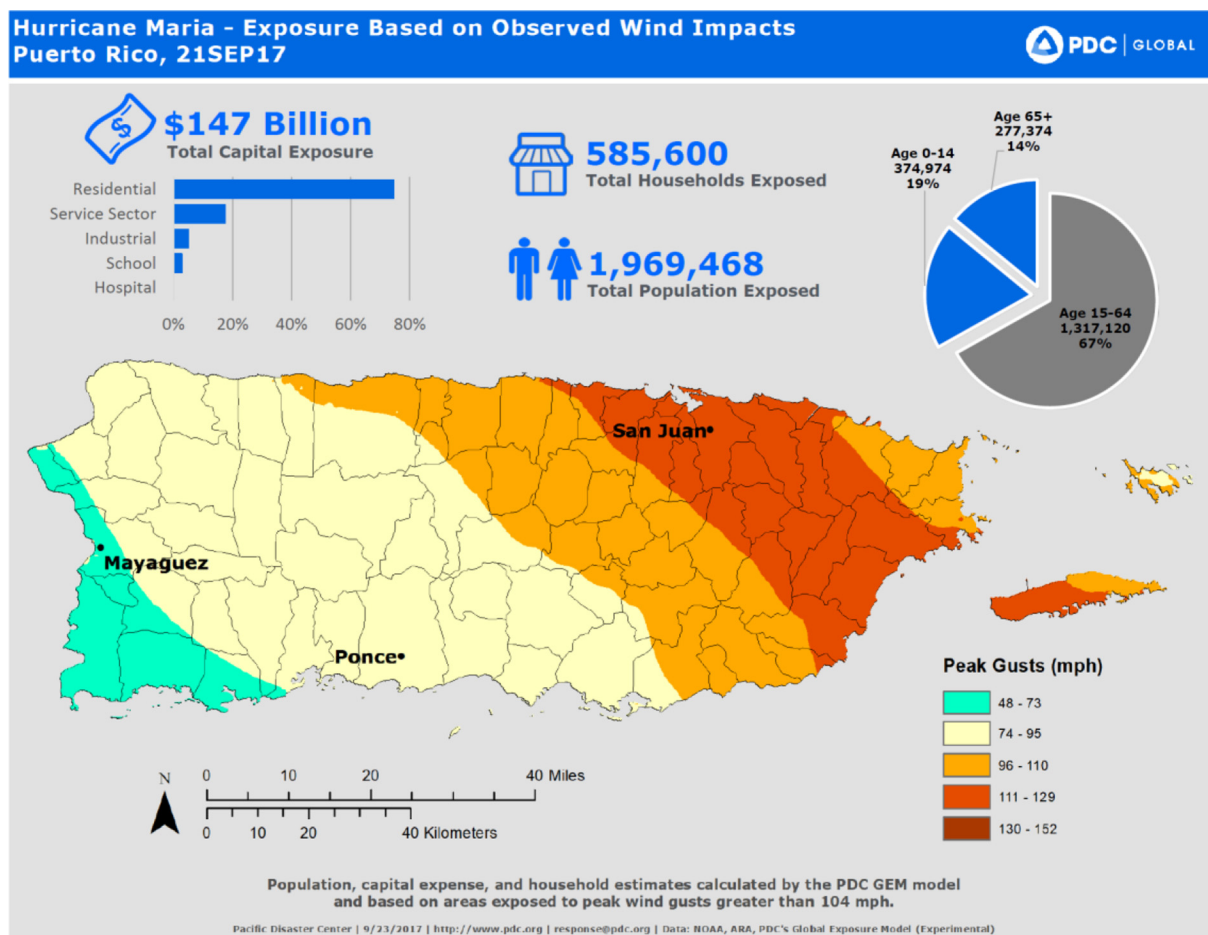 Hurricane Maria - Exposure Based on Observed Wind Impacts
Puerto Rico, 21SEP17
PDC | GLOBAL
$147 Billion
Total Capital Exposure
Residential
Service Sector
Industrial
School
Hospital
0% 20% 40% 60% 80%
585,600
Total Households Exposed
1,969,468
Total Population Exposed
Age 65+
277,374
14%
Age 0-14
374,974
19%
Age 15-64
1,317,120
67%
San Juan
Mayaguez
Ponce
Peak Gusts (mph)
48 - 73
74 - 95
96 - 110
111 - 129
130 - 152
N
0 10 20 40 Miles
0 10 20 40 Kilometers
Population, capital expense, and household estimates calculated by the PDC GEM model
and based on areas exposed to peak wind gusts greater than 104 mph.
Pacific Disaster Center | 9/23/2017 | http://www.pdc.org | response@pdc.org | Data: NOAA, ARA, PDC's Global Exposure Model (Experimental)